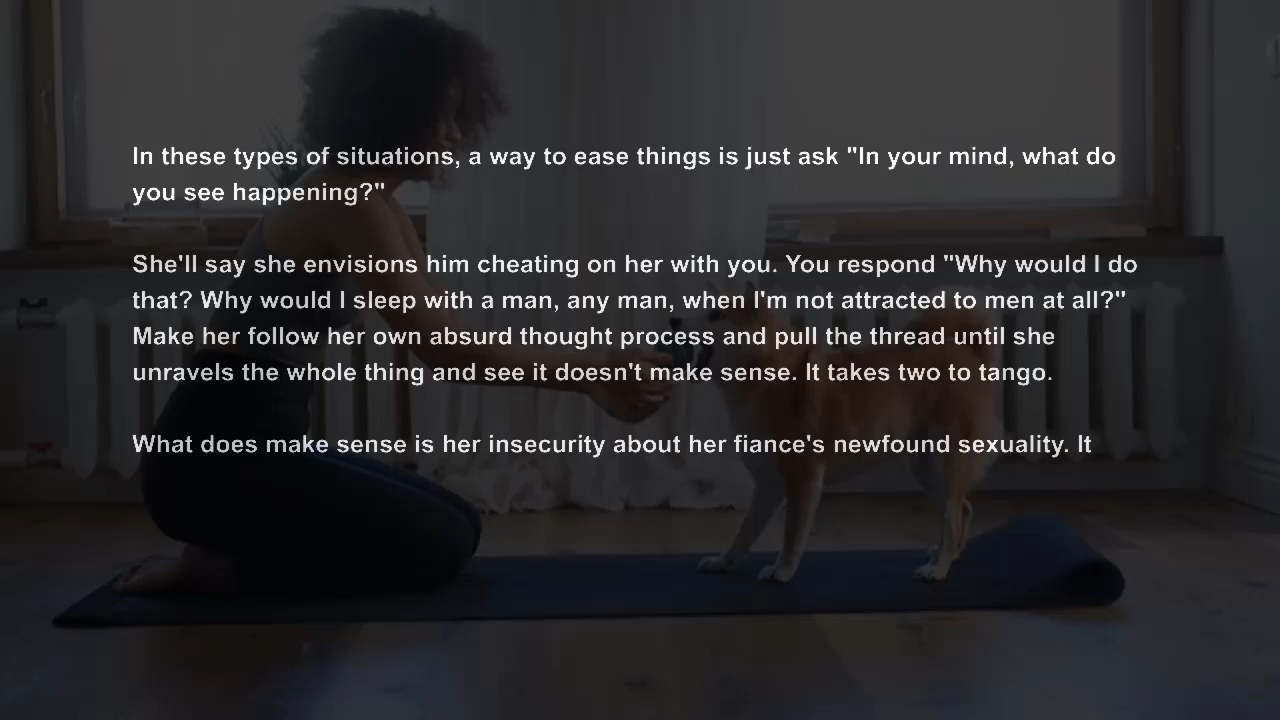 In these types of situations, a way to ease things is just ask "In your mind, what do
you see happening?"
She'll say she envisions him cheating on her with you. You respond "Why would I do
that? Why would I sleep with a man, any man, when I'm not attracted to men at all?"
Make her follow her own absurd thought process and pull the thread until she
unravels the whole thing and see it doesn't make sense. It takes two to tango.
What does make sense is her insecurity about her fiance's newfound sexuality. It